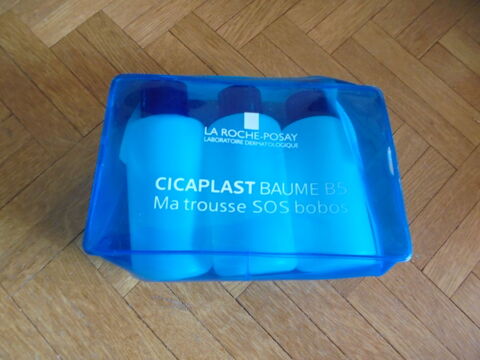 LA ROCHE-POSAY
LABORATOIRE DERMATOLOGIQUE
CICAPLAST BAUME B5
Ma trousse SOS bobos